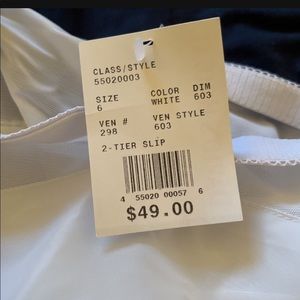 CLASS/STYLE
55020003
SIZE COLOR DIM
6 WHITE 603
VEN # VEN STYLE
298 603
2-TIER SLIP
4 55020 00057 6
$49.00